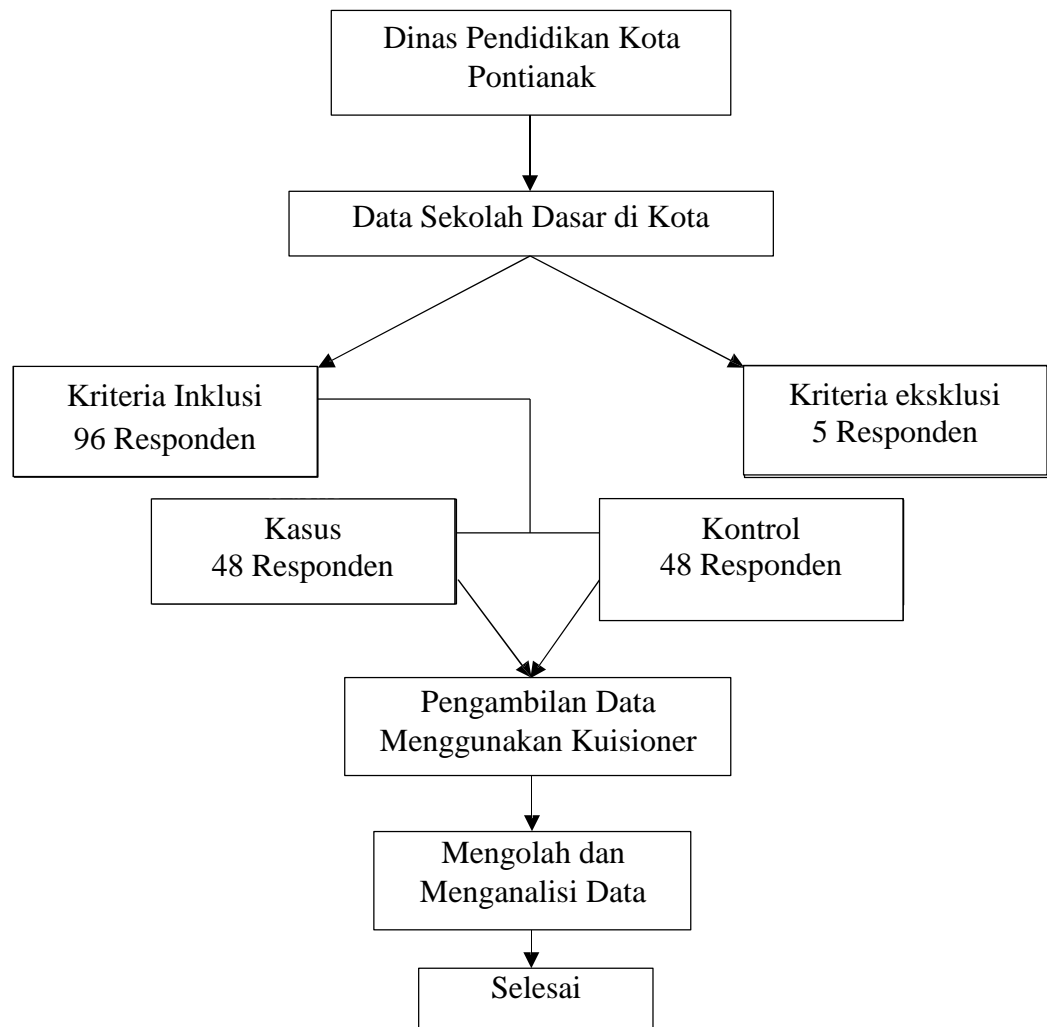 Dinas Pendidikan Kota
Pontianak
Data Sekolah Dasar di Kota
Kriteria Inklusi
96 Responden
Kriteria eksklusi
5 Responden
Kasus
48 Responden
Kontrol
48 Responden
Pengambilan Data
Menggunakan Kuisioner
Mengolah dan
Menganalisi Data
Selesai